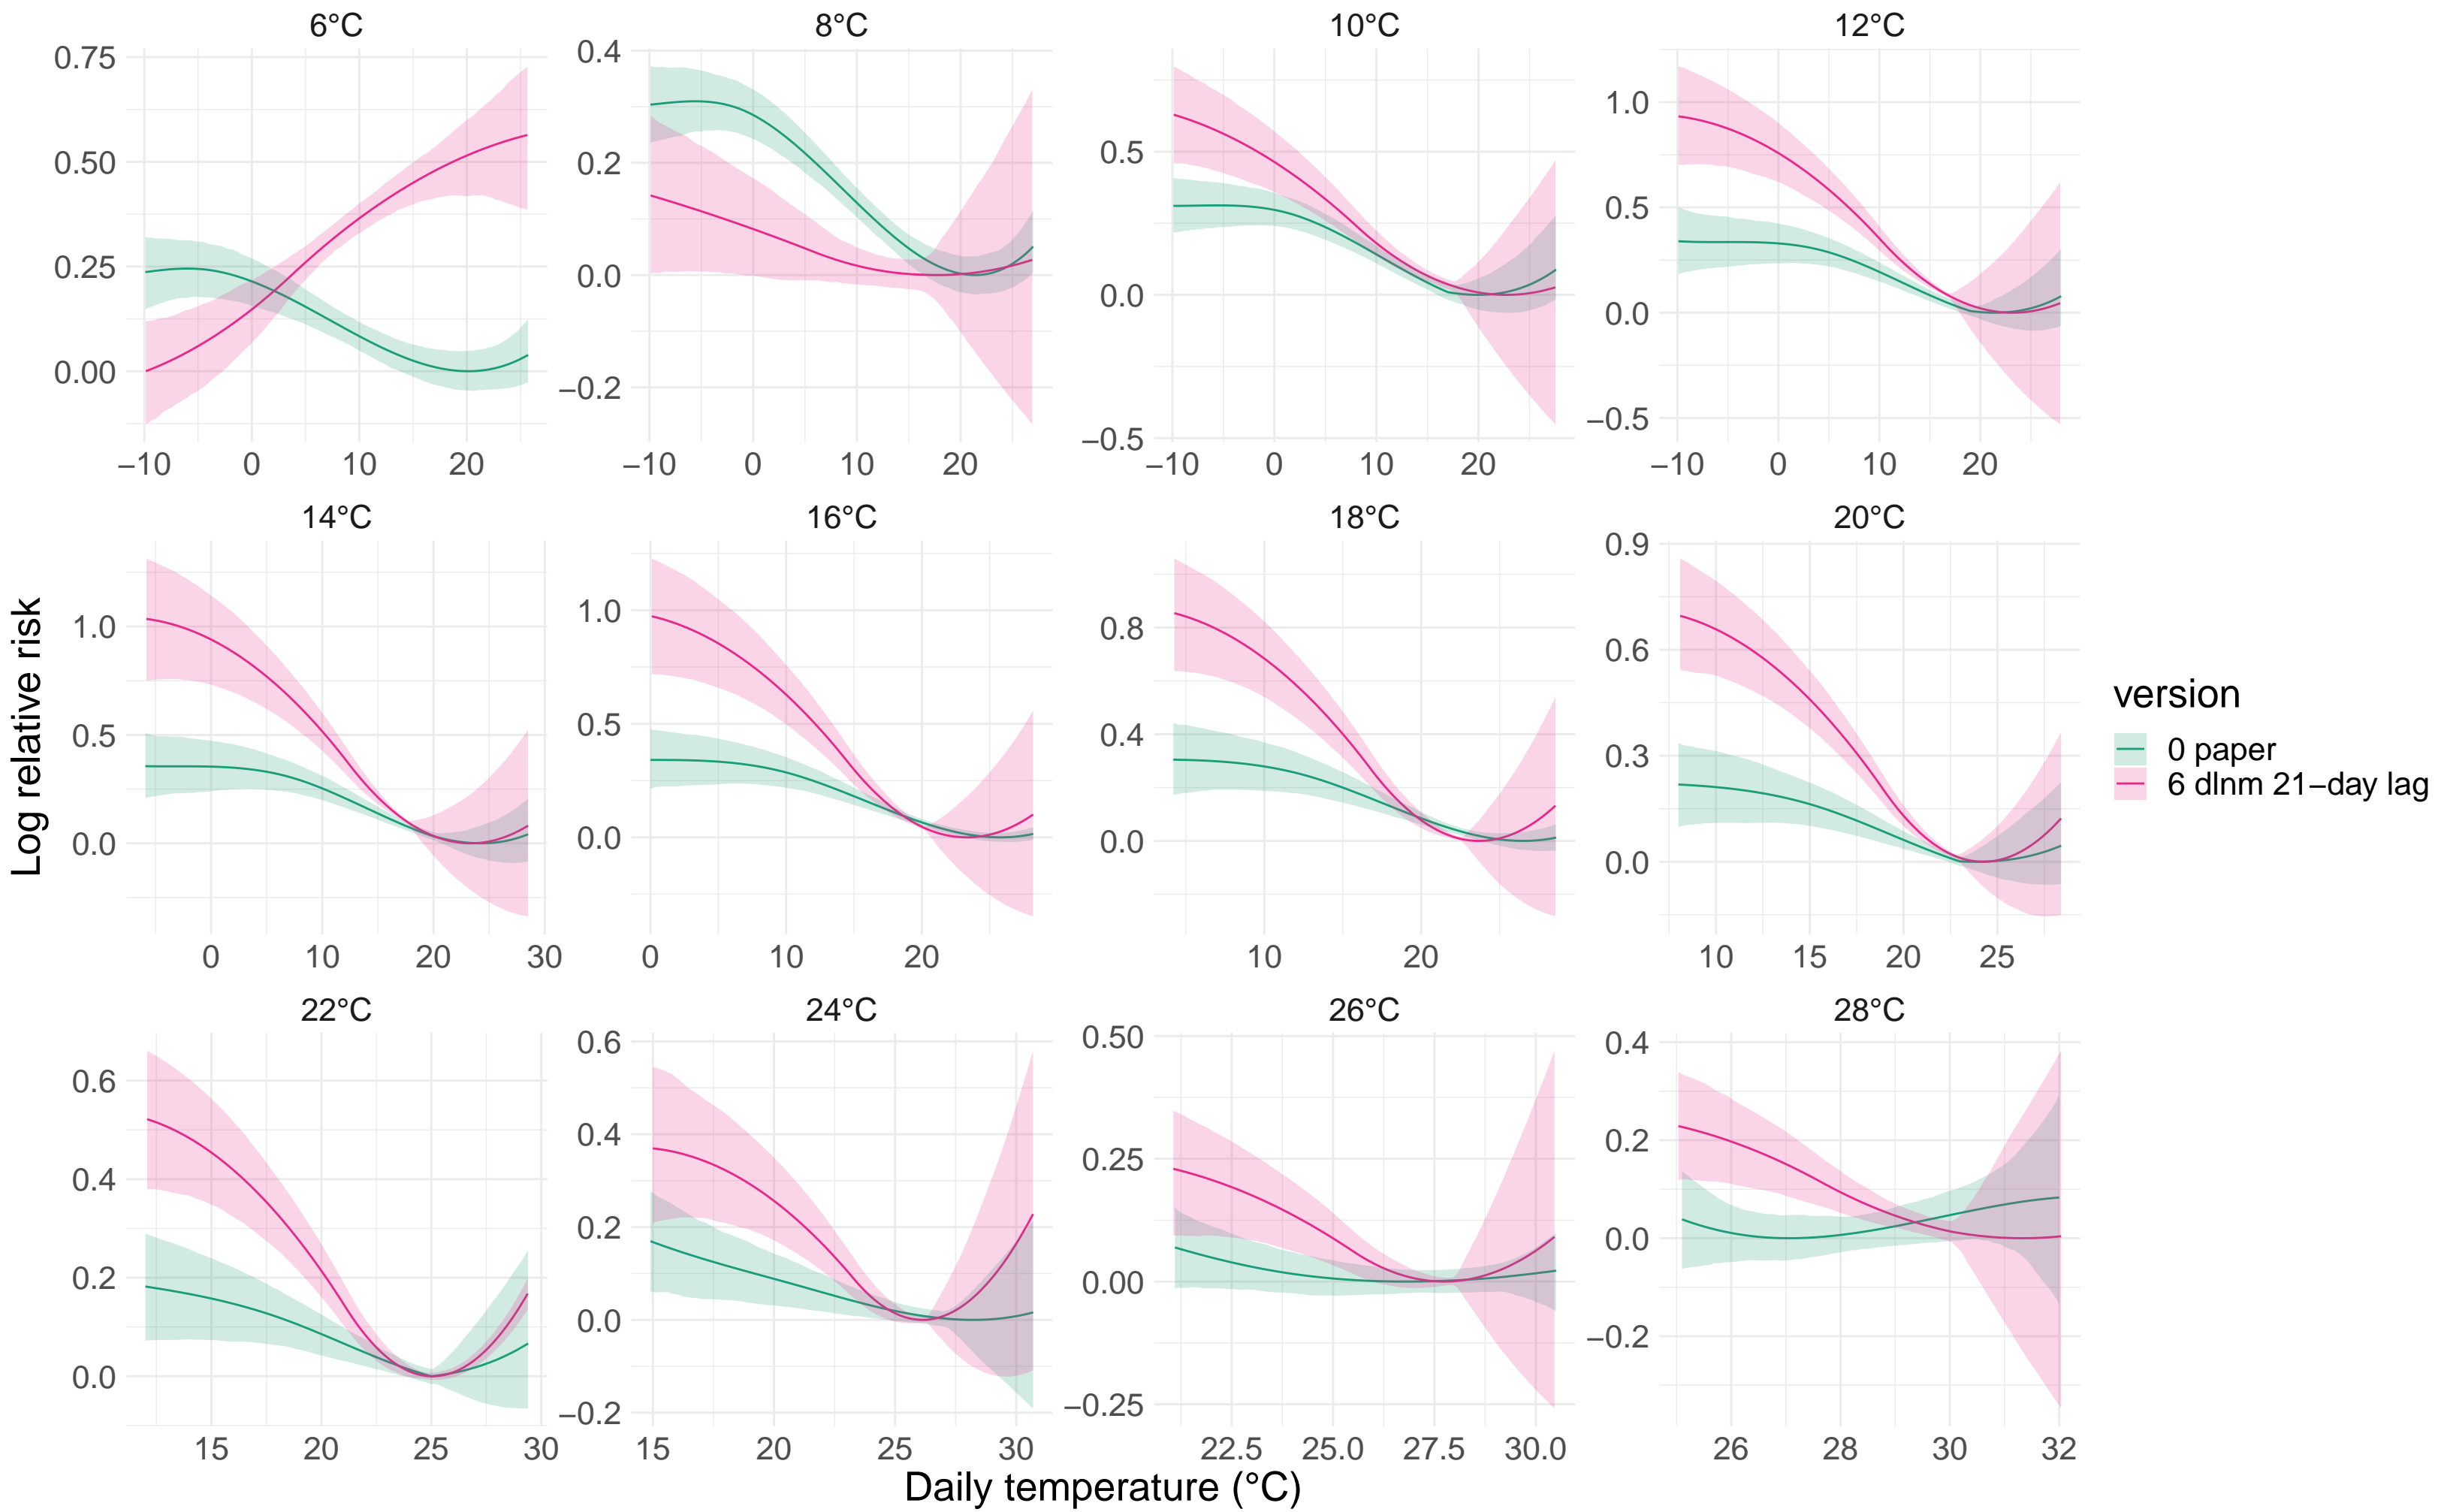 6°C
8°C
10°C
12°C
0.75
0.50
0.25
0.00
−10 0 10 20
0.4
0.2
0.0
−0.2
−10 0 10 20
0.5
0.0
−0.5
−10 0 10 20
1.0
0.5
0.0
−0.5
−10 0 10 20
14°C
16°C
18°C
20°C
1.0
0.5
0.0
0 10 20 30
1.0
0.5
0.0
0 10 20
0.8
0.4
0.0
10 20
0.9
0.6
0.3
0.0
10 15 20 25
22°C
24°C
26°C
28°C
0.6
0.4
0.2
0.0
15 20 25 30
0.6
0.4
0.2
0.0
−0.2
15 20 25 30
0.50
0.25
0.00
−0.25
22.5 25.0 27.5 30.0
0.4
0.2
0.0
−0.2
26 28 30 32
Log relative risk
Daily temperature (°C)
version
0 paper
6 dlnm 21−day lag